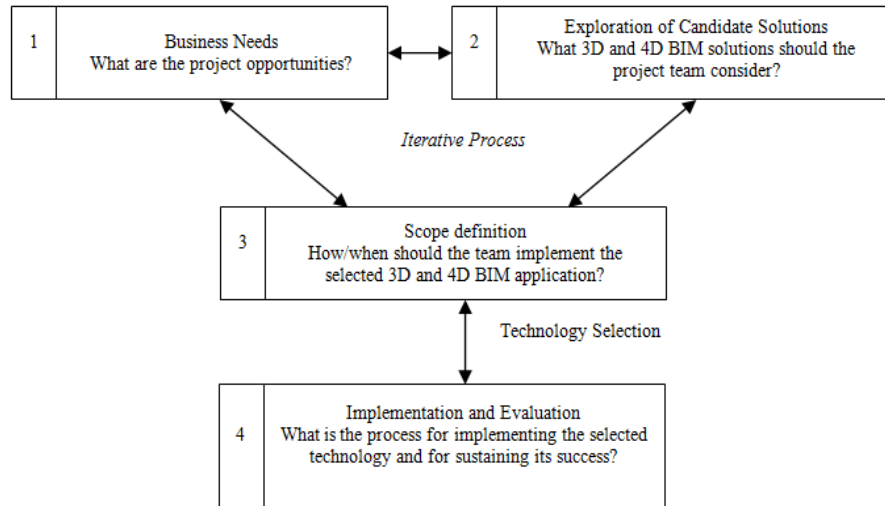 1
Business Needs
What are the project opportunities?
2
Exploration of Candidate Solutions
What 3D and 4D BIM solutions should the
project team consider?
Iterative Process
3
Scope definition
How/when should the team implement the
selected 3D and 4D BIM application?
Technology Selection
4
Implementation and Evaluation
What is the process for implementing the selected
technology and for sustaining its success?